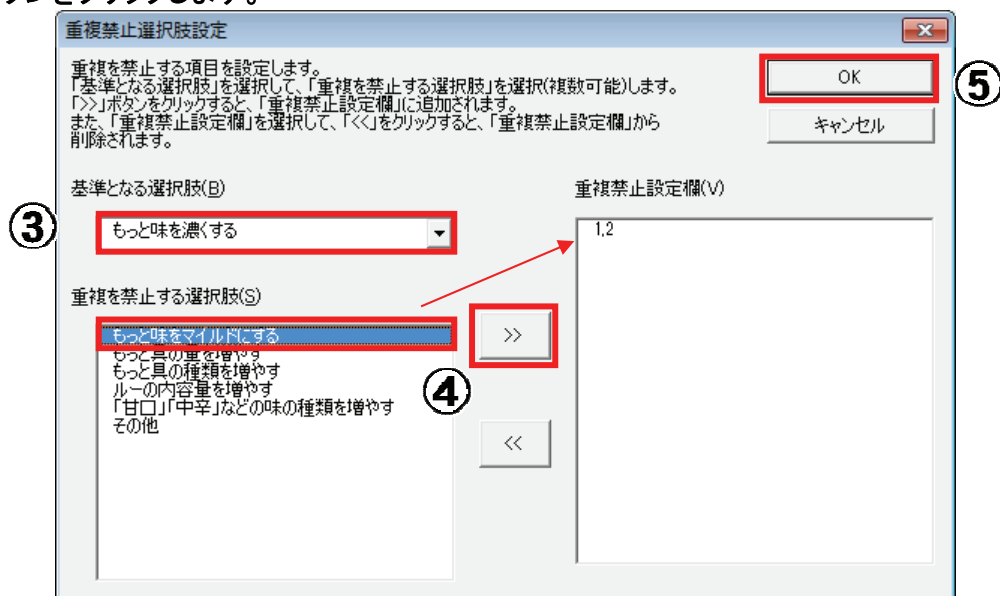 ンをクリックします。
重複禁止選択肢設定
重複を禁止する項目を設定します。
「基準となる選択肢」を選択して、「重複を禁止する選択肢」を選択(複数可能)します。
「>>」ボタンをクリックすると、「重複禁止設定欄」に追加されます。
また、「重複禁止設定欄」を選択して、「<<」をクリックすると、「重複禁止設定欄」から
削除されます。
OK
⑤
キャンセル
基準となる選択肢(B)
重複禁止設定欄(V)
③
もっと味を濃くする
1,2
重複を禁止する選択肢(S)
もっと味をマイルドにする
>>
もっと具の量を増やす
もっと具の種類を増やす
ルーの内容量を増やす
④
「甘口」「中辛」などの味の種類を増やす
その他
<<